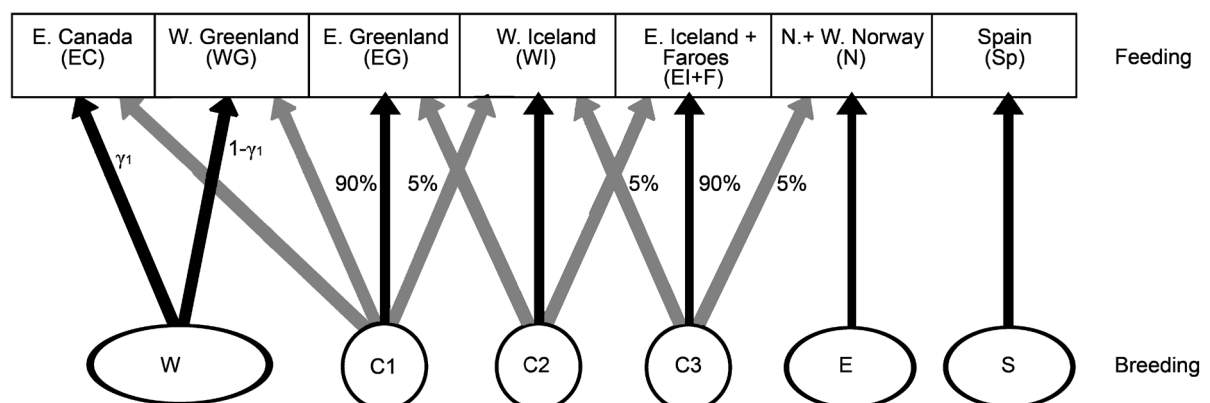 E. Canada
(EC)
W. Greenland
(WG)
E. Greenland
(EG)
W. Iceland
(WI)
E. Iceland +
Faroes
(EI+F)
N.+ W. Norway
(N)
Spain
(Sp)
Feeding
γ1
1-γ1
90%
5%
5%
90%
5%
W
C1
C2
C3
E
S
Breeding